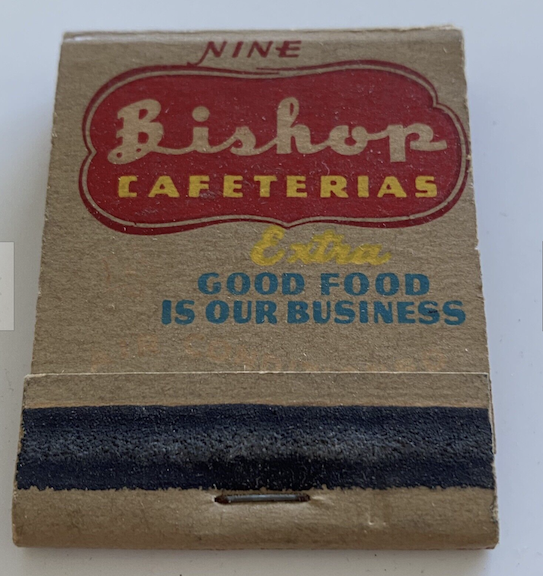 NINE
Bishop
CAFETERIAS
Extra
GOOD FOOD
IS OUR BUSINESS